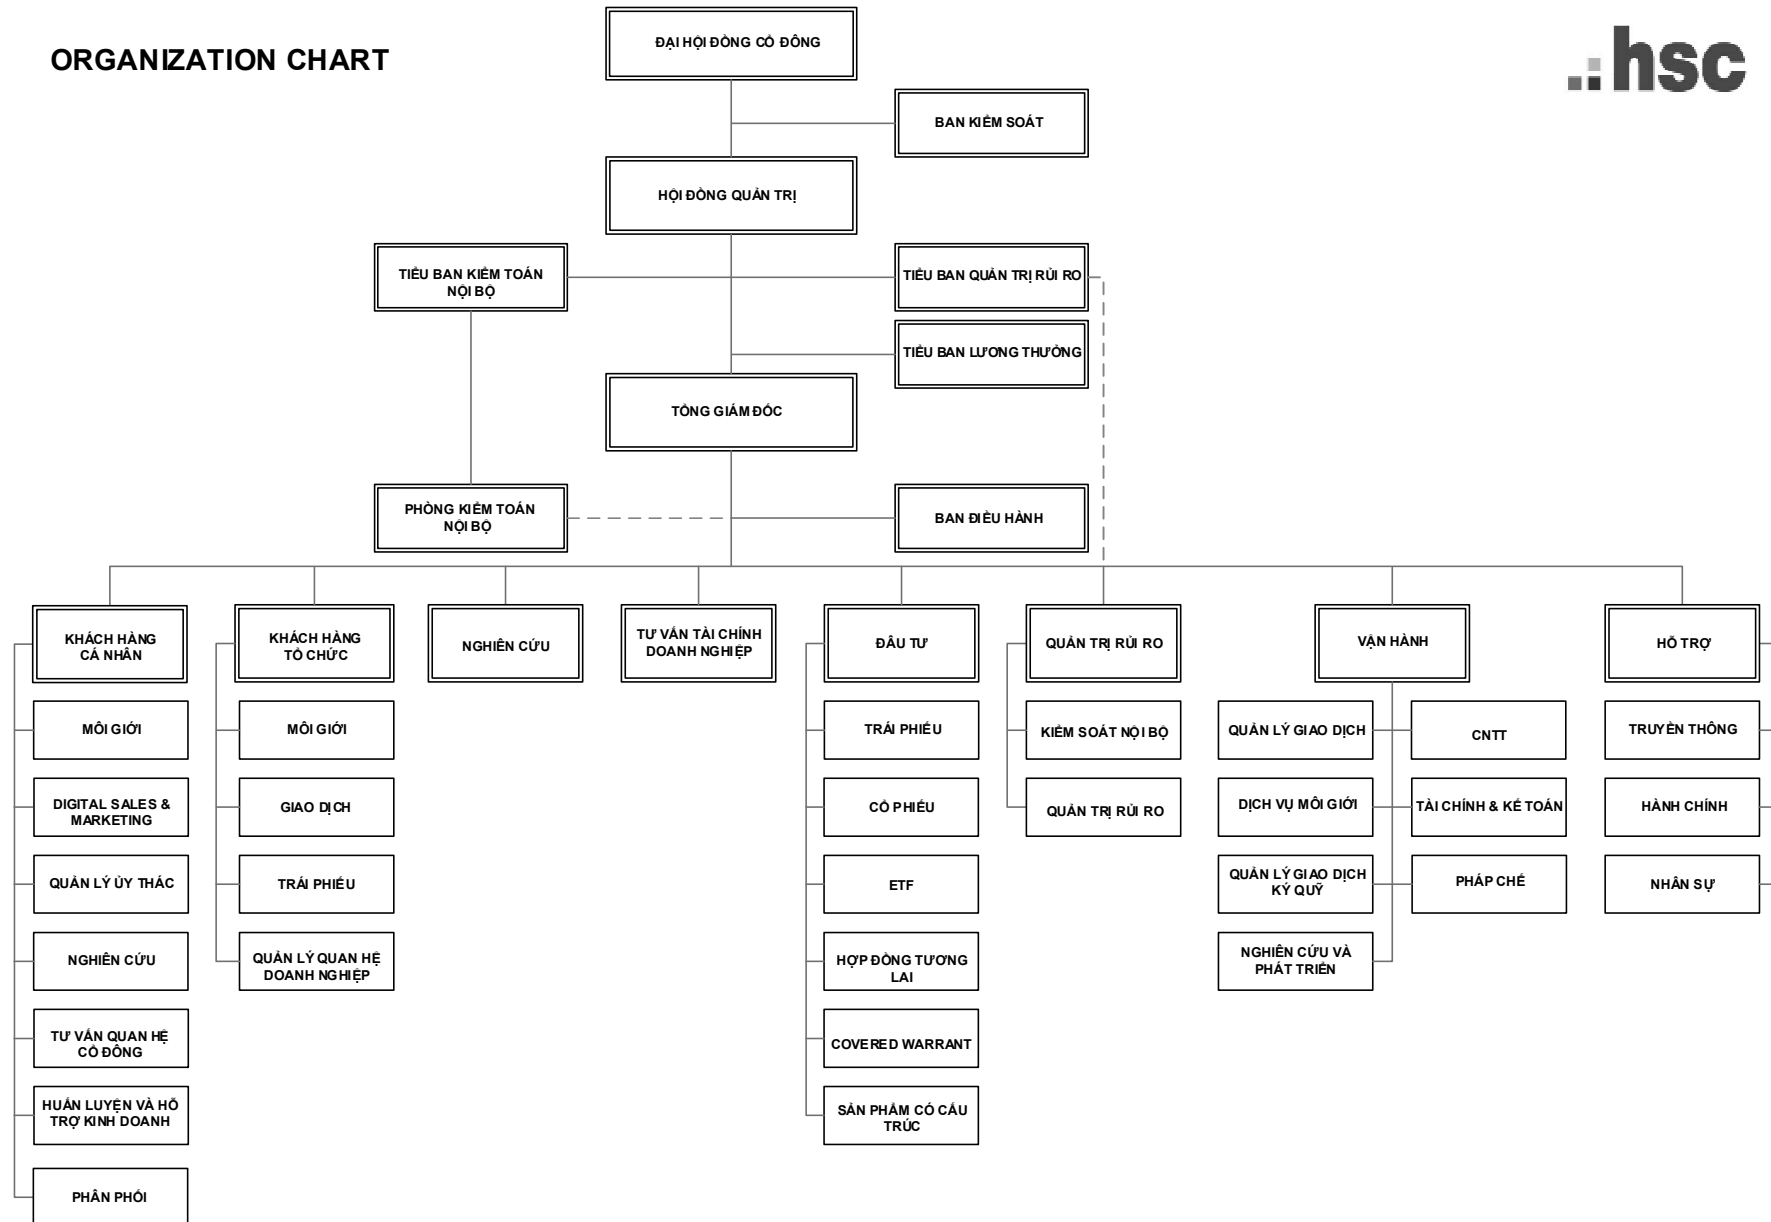 ORGANIZATION CHART
hsc
ĐẠI HỘI ĐỒNG CỔ ĐÔNG
BAN KIỂM SOÁT
HỘI ĐỒNG QUẢN TRỊ
TIỂU BAN KIỂM TOÁN
NỘI BỘ
TIỂU BAN QUẢN TRỊ RỦI RO
TIỂU BAN LƯƠNG THƯỞNG
TỔNG GIÁM ĐỐC
PHÒNG KIỂM TOÁN
NỘI BỘ
BAN ĐIỀU HÀNH
KHÁCH HÀNG
CÁ NHÂN
MÔI GIỚI
DIGITAL SALES &
MARKETING
QUẢN LÝ ỦY THÁC
NGHIÊN CỨU
TƯ VẤN QUAN HỆ
CỔ ĐÔNG
HUẤN LUYỆN VÀ HỖ
TRỢ KINH DOANH
PHÂN PHỐI
KHÁCH HÀNG
TỔ CHỨC
MÔI GIỚI
GIAO DỊCH
TRÁI PHIẾU
QUẢN LÝ QUAN HỆ
DOANH NGHIỆP
NGHIÊN CỨU
TƯ VẤN TÀI CHÍNH
DOANH NGHIỆP
ĐẦU TƯ
TRÁI PHIẾU
CỔ PHIẾU
ETF
HỢP ĐỒNG TƯƠNG
LAI
COVERED WARRANT
SẢN PHẨM CÓ CẤU
TRÚC
QUẢN TRỊ RỦI RO
KIỂM SOÁT NỘI BỘ
QUẢN TRỊ RỦI RO
VẬN HÀNH
QUẢN LÝ GIAO DỊCH
CNTT
DỊCH VỤ MÔI GIỚI
TÀI CHÍNH & KẾ TOÁN
QUẢN LÝ GIAO DỊCH
KÝ QUỸ
PHÁP CHẾ
NGHIÊN CỨU VÀ
PHÁT TRIỂN
HỖ TRỢ
TRUYỀN THÔNG
HÀNH CHÍNH
NHÂN SỰ